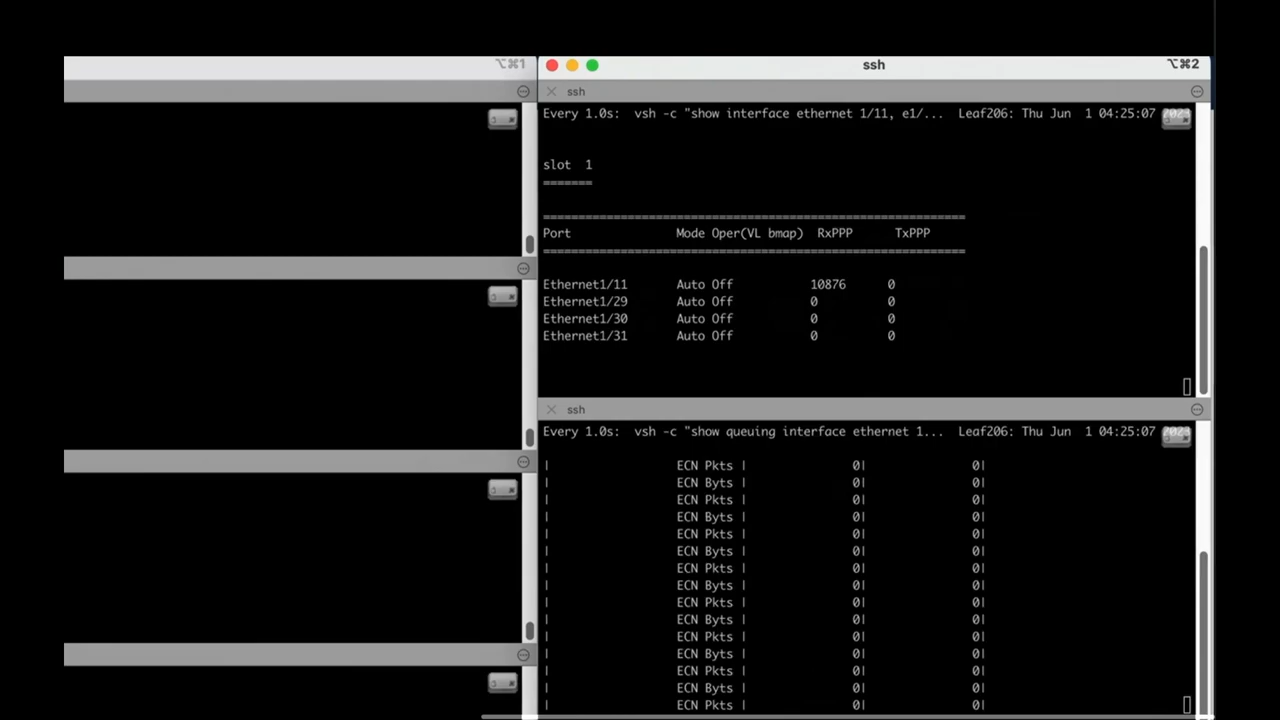 ⌥⌘1
ssh
⌥⌘2
ssh
Every 1.0s:  vsh -c "show interface ethernet 1/11, e1/...  Leaf206: Thu Jun  1 04:25:07 2023
slot  1
=======
============================================================
Port               Mode Oper(VL bmap)  RxPPP      TxPPP
============================================================
Ethernet1/11       Auto Off           10876      0
Ethernet1/29       Auto Off           0          0
Ethernet1/30       Auto Off           0          0
Ethernet1/31       Auto Off           0          0
ssh
Every 1.0s:  vsh -c "show queuing interface ethernet 1...  Leaf206: Thu Jun  1 04:25:07 2023
|                  ECN Pkts |               0|               0|
|                  ECN Byts |               0|               0|
|                  ECN Pkts |               0|               0|
|                  ECN Byts |               0|               0|
|                  ECN Pkts |               0|               0|
|                  ECN Byts |               0|               0|
|                  ECN Pkts |               0|               0|
|                  ECN Byts |               0|               0|
|                  ECN Pkts |               0|               0|
|                  ECN Byts |               0|               0|
|                  ECN Pkts |               0|               0|
|                  ECN Byts |               0|               0|
|                  ECN Pkts |               0|               0|
|                  ECN Byts |               0|               0|
|                  ECN Pkts |               0|               0|